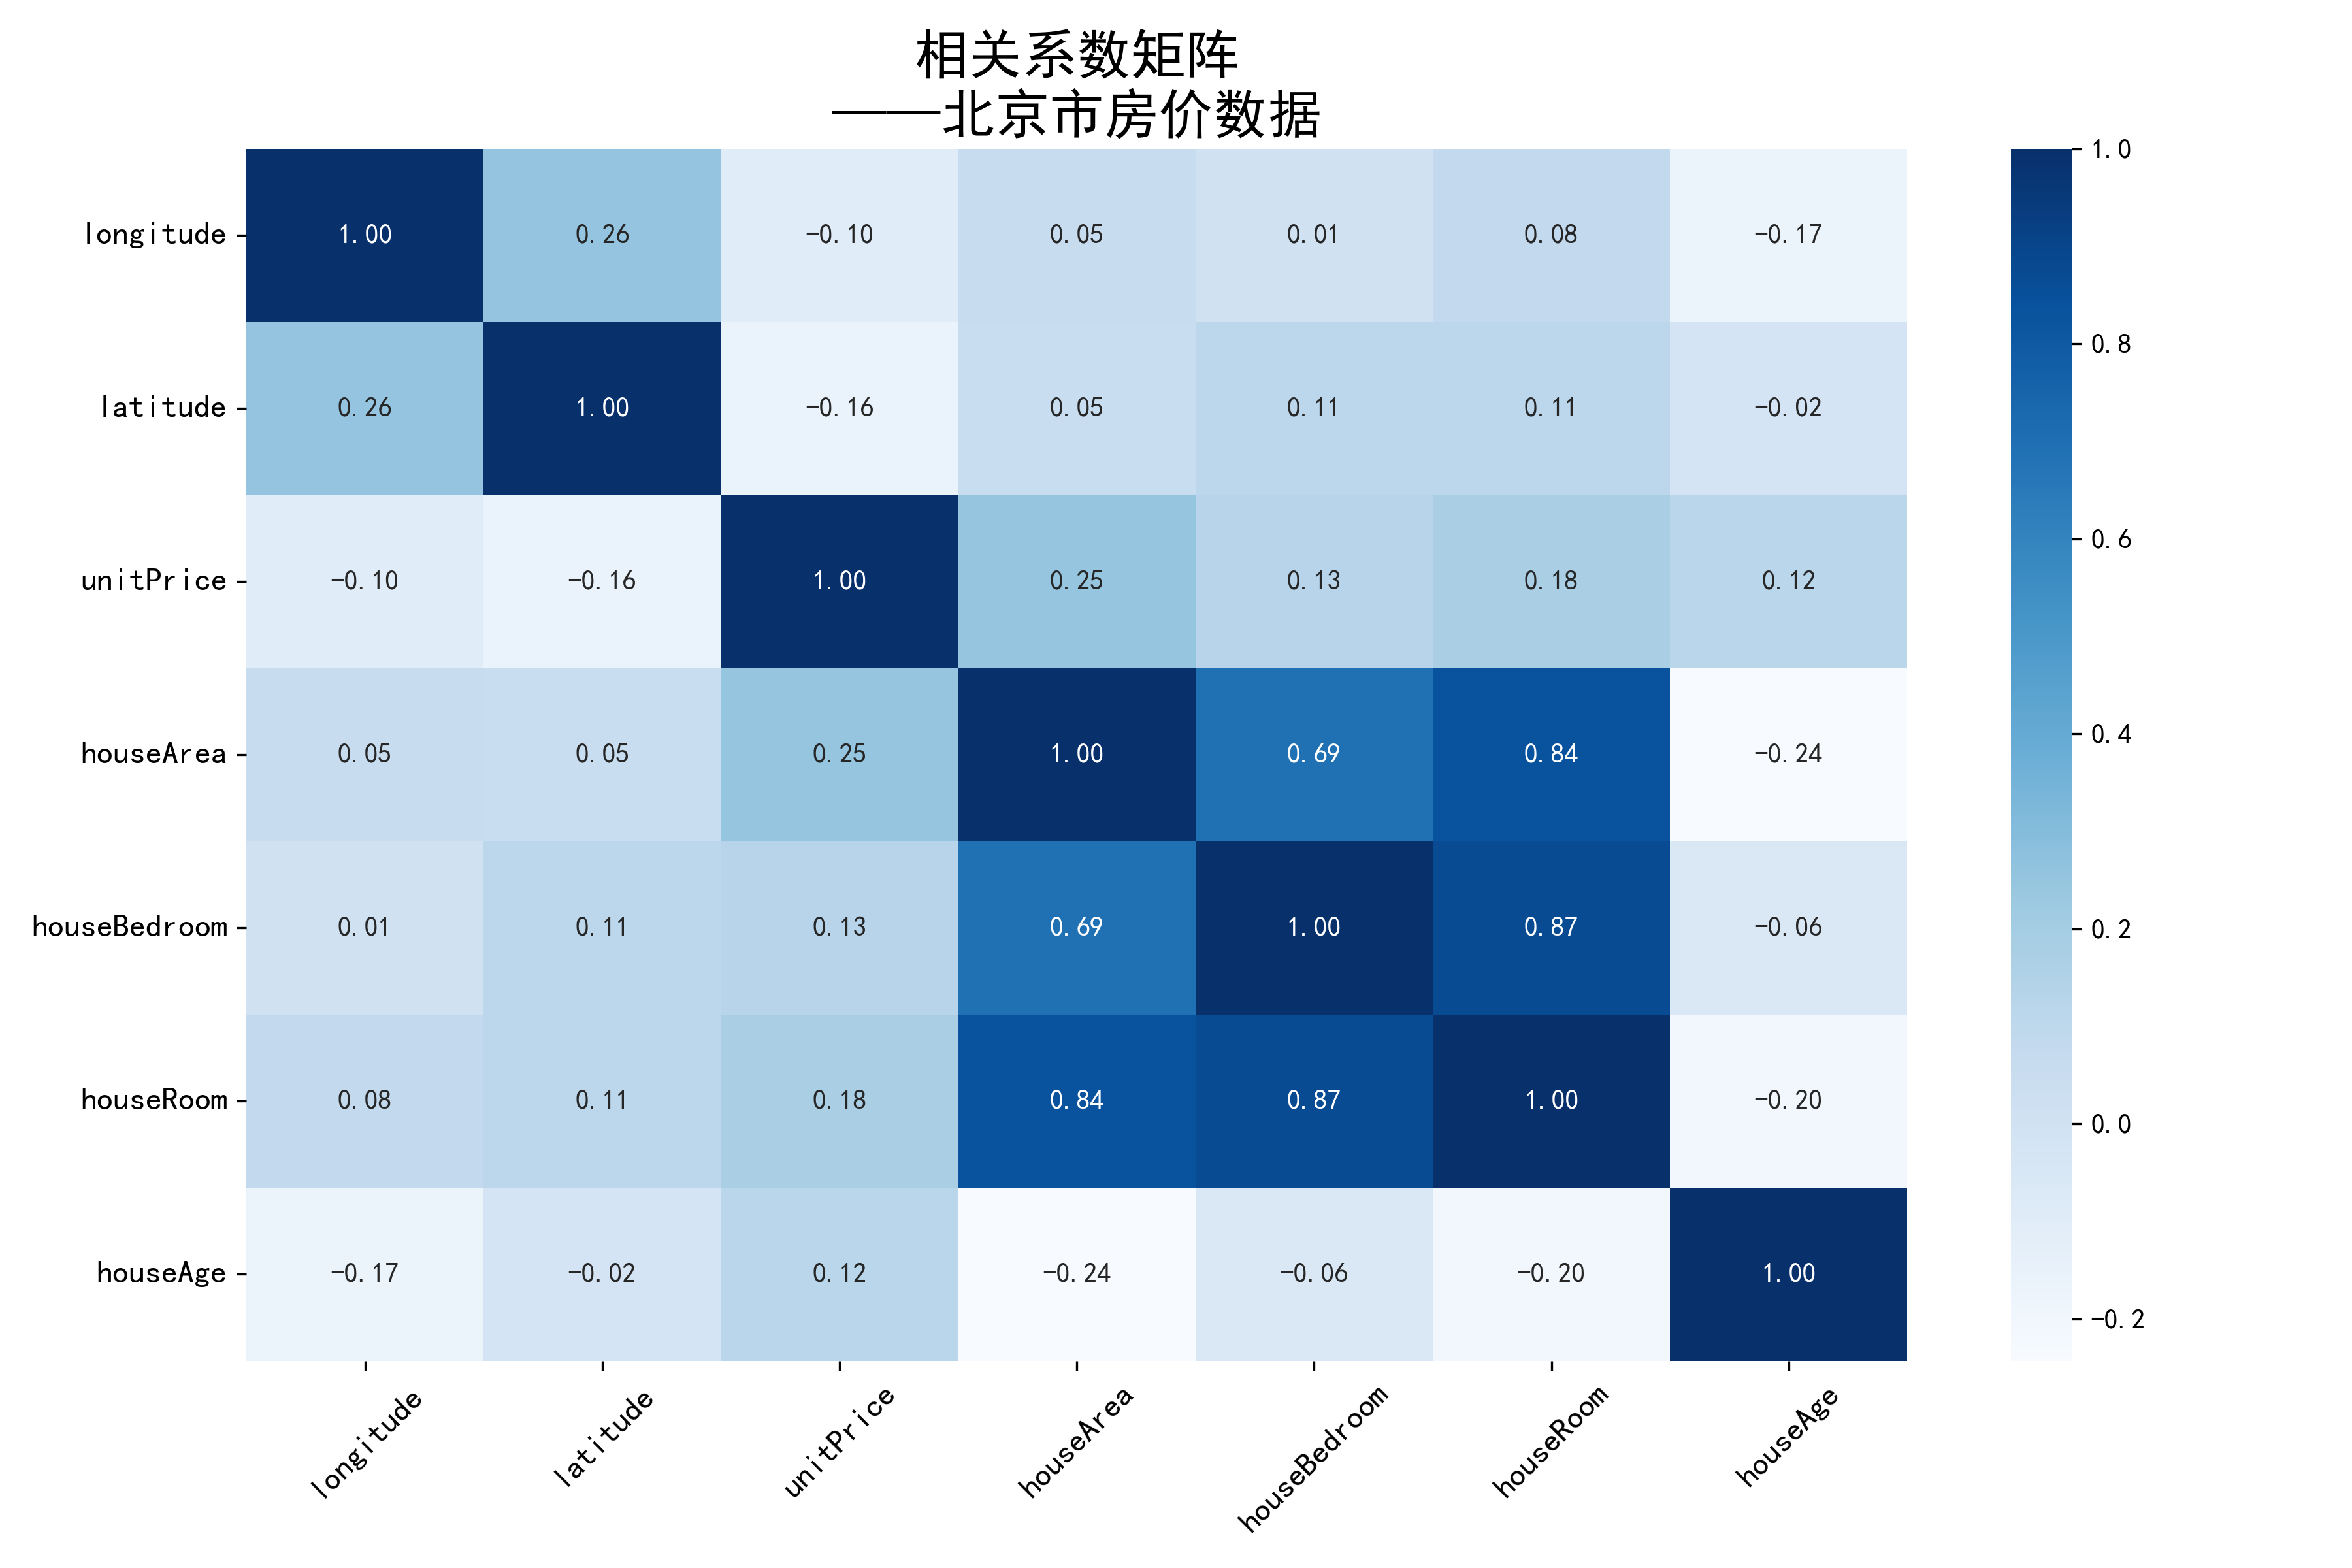 相关系数矩阵
——北京市房价数据
longitude 1.00 0.26 -0.10 0.05 0.01 0.08 -0.17
latitude 0.26 1.00 -0.16 0.05 0.11 0.11 -0.02
unitPrice -0.10 -0.16 1.00 0.25 0.13 0.18 0.12
houseArea 0.05 0.05 0.25 1.00 0.69 0.84 -0.24
houseBedroom 0.01 0.11 0.13 0.69 1.00 0.87 -0.06
houseRoom 0.08 0.11 0.18 0.84 0.87 1.00 -0.20
houseAge -0.17 -0.02 0.12 -0.24 -0.06 -0.20 1.00
longitude latitude unitPrice houseArea houseBedroom houseRoom houseAge
1.0
0.8
0.6
0.4
0.2
0.0
-0.2